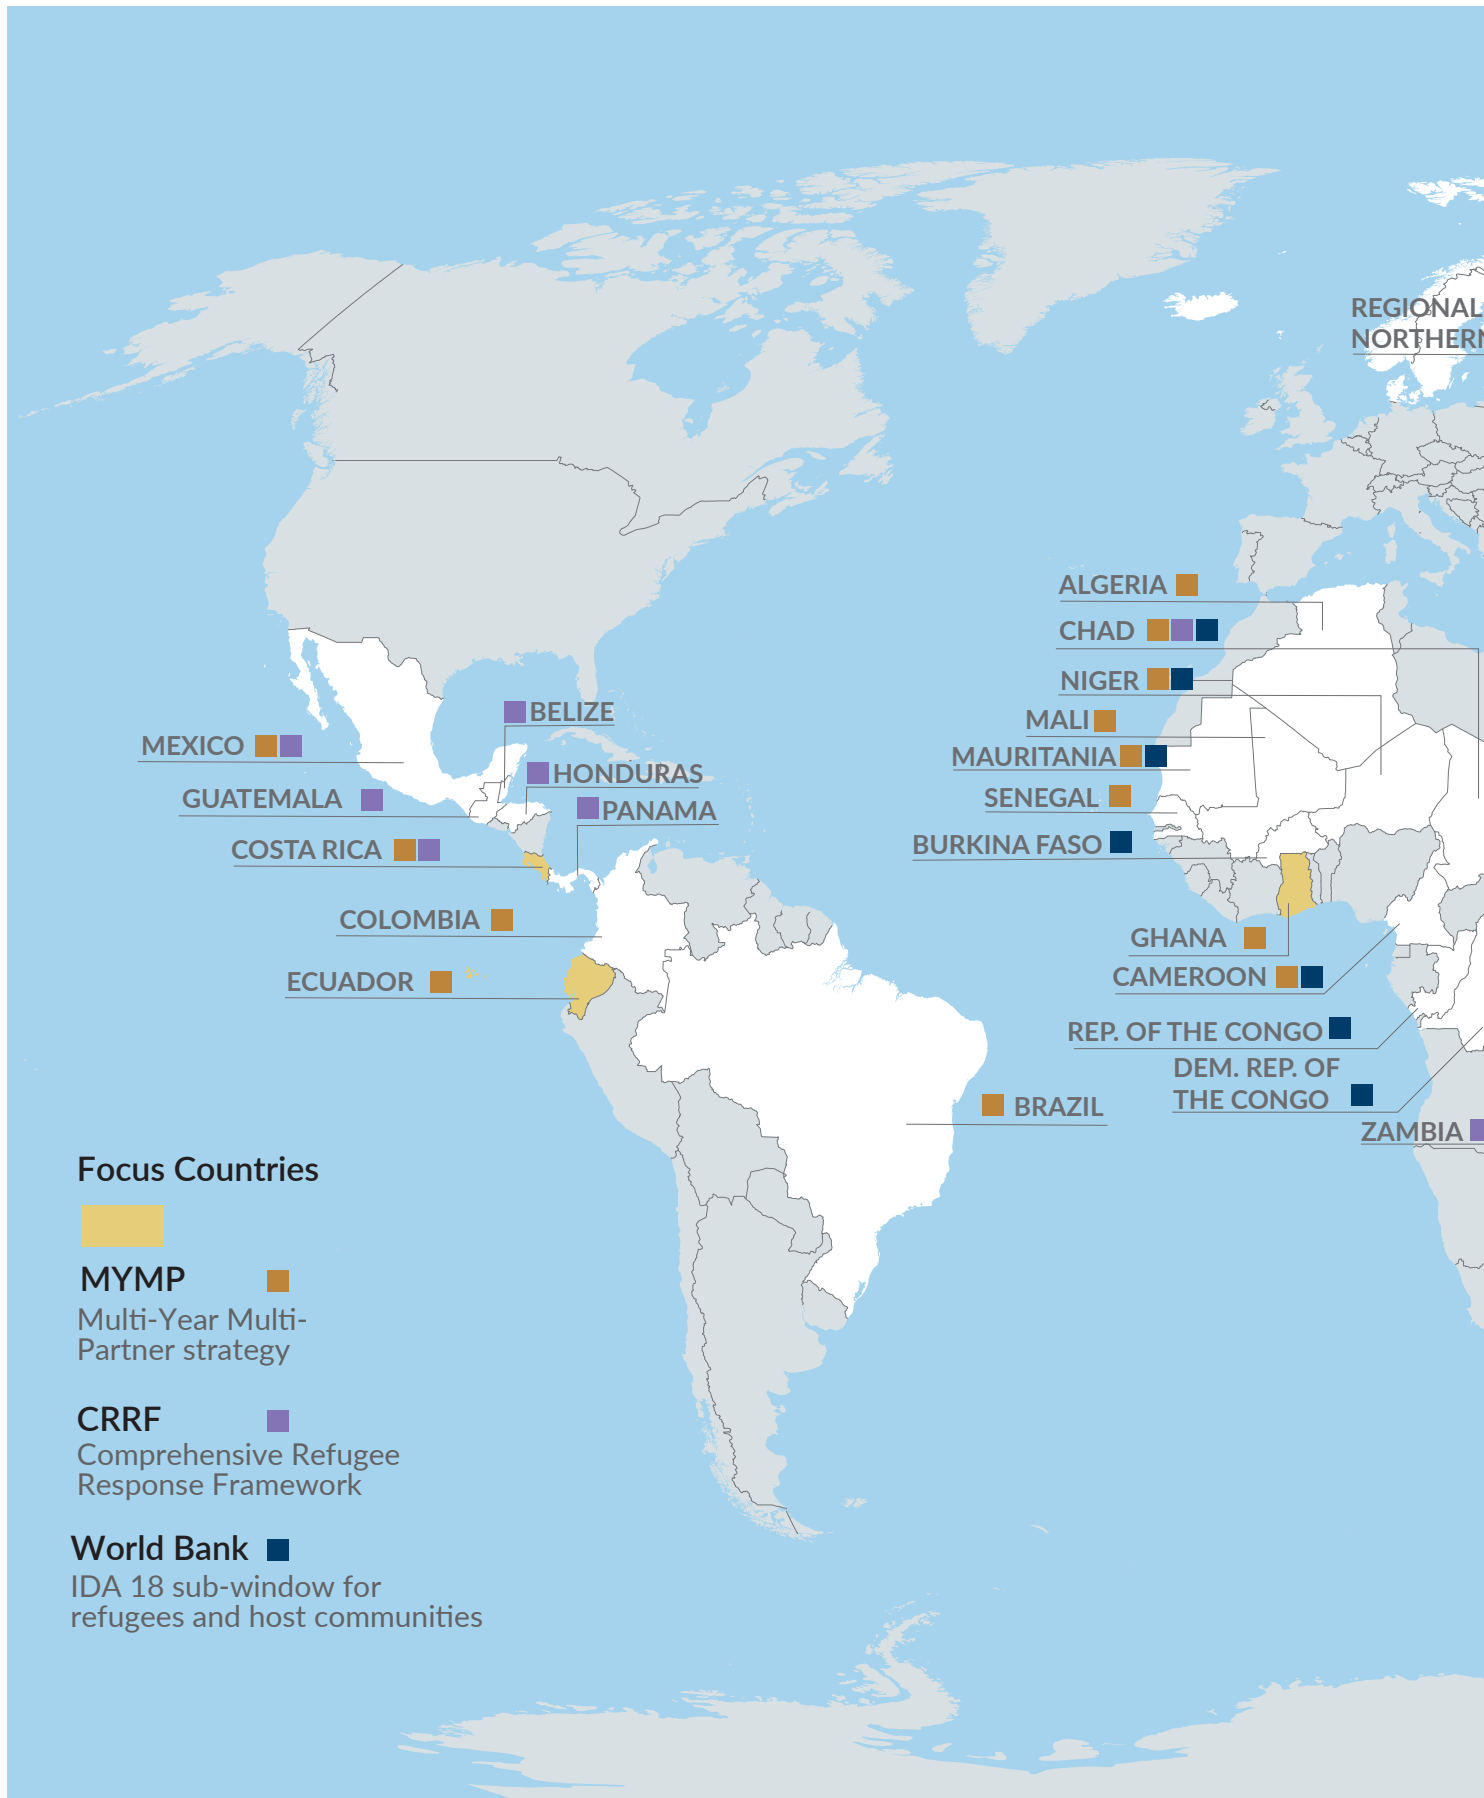 REGIONAL
NORTHERN
ALGERIA
CHAD
NIGER
MALI
MAURITANIA
SENEGAL
BURKINA FASO
BELIZE
MEXICO
HONDURAS
GUATEMALA
PANAMA
COSTA RICA
COLOMBIA
ECUADOR
GHANA
CAMEROON
REP. OF THE CONGO
DEM. REP. OF
THE CONGO
BRAZIL
ZAMBIA
Focus Countries
MYMP
Multi-Year Multi-
Partner strategy
CRRF
Comprehensive Refugee
Response Framework
World Bank
IDA 18 sub-window for
refugees and host communities